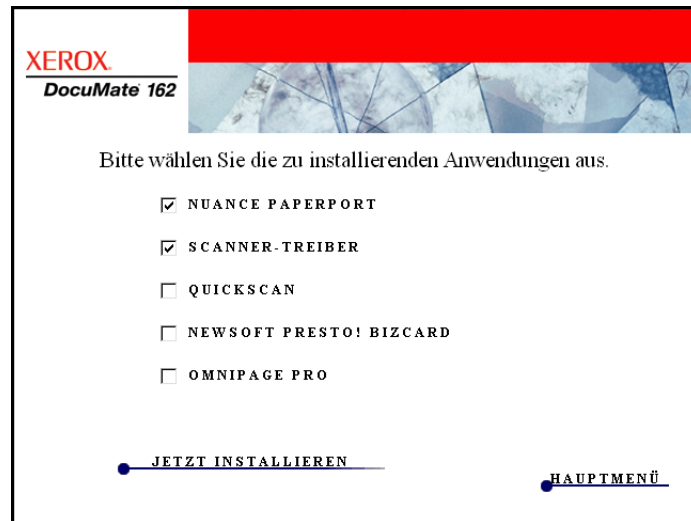 XEROX
DocuMate 162
Bitte wählen Sie die zu installierenden Anwendungen aus.
NUANCE PAPERPORT
SCANNER-TREIBER
QUICKSCAN
NEWSOFT PRESTO! BIZCARD
OMNIPAGE PRO
JETZT INSTALLIEREN
HAUPTMENÜ